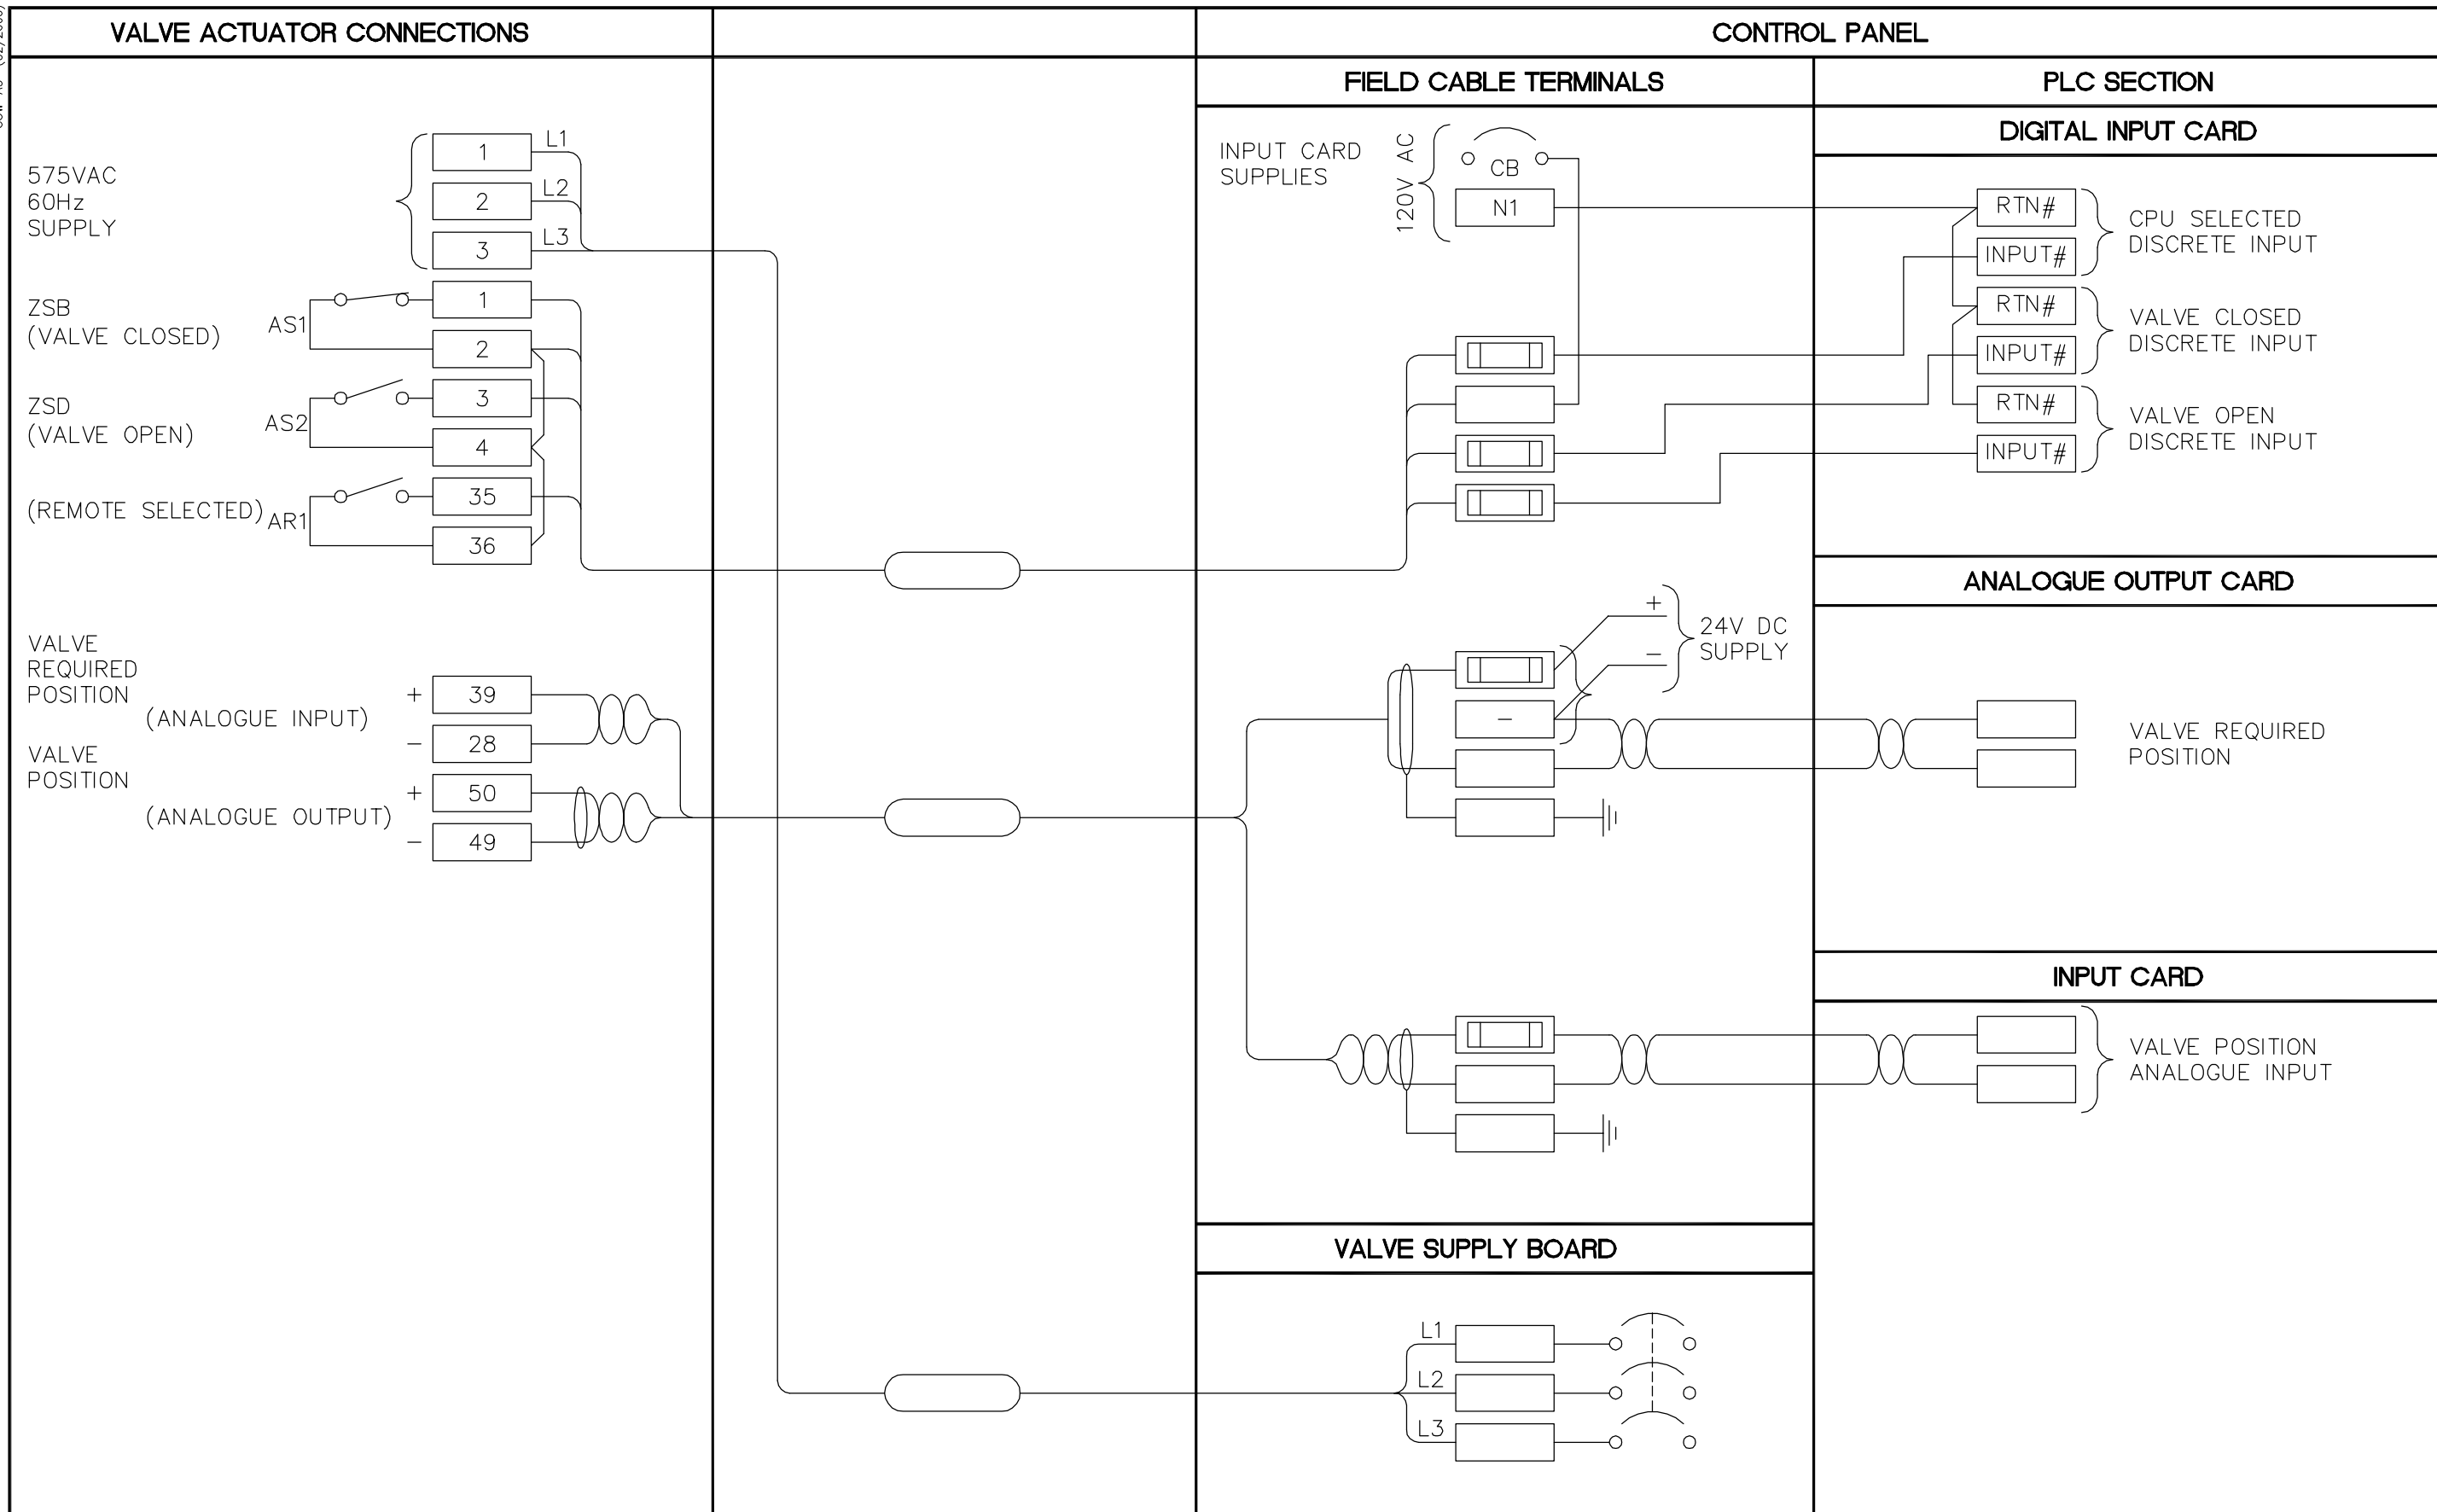 VALVE ACTUATOR CONNECTIONS
CONTROL PANEL
FIELD CABLE TERMINALS
PLC SECTION
DIGITAL INPUT CARD
575VAC
60Hz
SUPPLY
1
L1
2
L2
3
L3
ZSB
(VALVE CLOSED)
AS1
1
2
ZSD
(VALVE OPEN)
AS2
3
4
(REMOTE SELECTED)
AR1
35
36
VALVE
REQUIRED
POSITION
(ANALOGUE INPUT)
+
39
−
28
VALVE
POSITION
(ANALOGUE OUTPUT)
+
50
−
49
INPUT CARD
SUPPLIES
120V AC
CB
N1
RTN#
INPUT#
CPU SELECTED
DISCRETE INPUT
RTN#
INPUT#
VALVE CLOSED
DISCRETE INPUT
RTN#
INPUT#
VALVE OPEN
DISCRETE INPUT
ANALOGUE OUTPUT CARD
+
−
24V DC
SUPPLY
−
VALVE REQUIRED
POSITION
INPUT CARD
VALVE POSITION
ANALOGUE INPUT
VALVE SUPPLY BOARD
L1
L2
L3